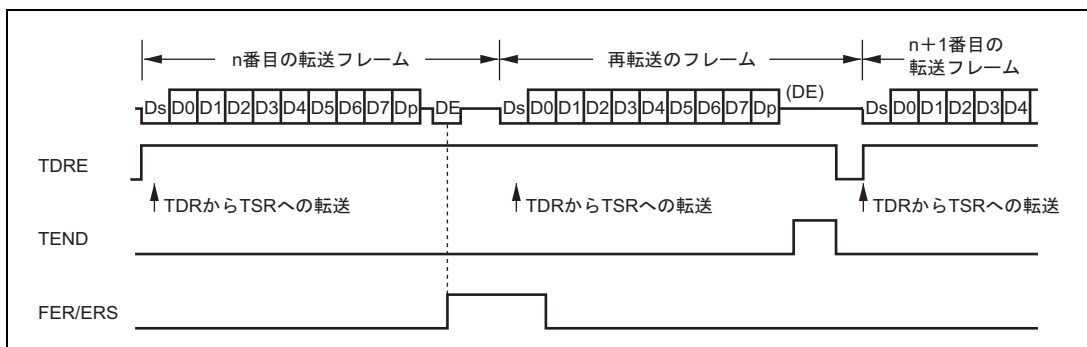 n番目の転送フレーム
再転送のフレーム
n+1番目の
転送フレーム
Ds D0 D1 D2 D3 D4 D5 D6 D7 Dp DE
Ds D0 D1 D2 D3 D4 D5 D6 D7 Dp (DE)
Ds D0 D1 D2 D3 D4
TDRE
TDRからTSRへの転送
TDRからTSRへの転送
TDRからTSRへの転送
TEND
FER/ERS